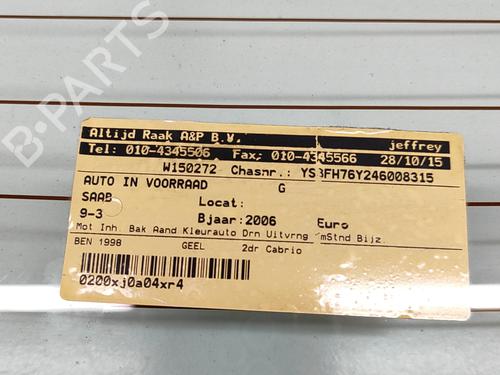 B-PARTS
Altijd Raak A&P B.V. jeffrey
Tel: 010-4345506 Fax: 010-4345566 28/10/15
W150272 Chasnr.: YS3FH76Y246008315
AUTO IN VOORRAAD G
SAAB Locat:
9-3 Bjaar:2006 Euro
Mot Inh. Bak Aand Kleurauto Drn Uitvrng mStnd Bijz
BEN 1998 GEEL 2dr Cabrio
0200xj0a04xr4